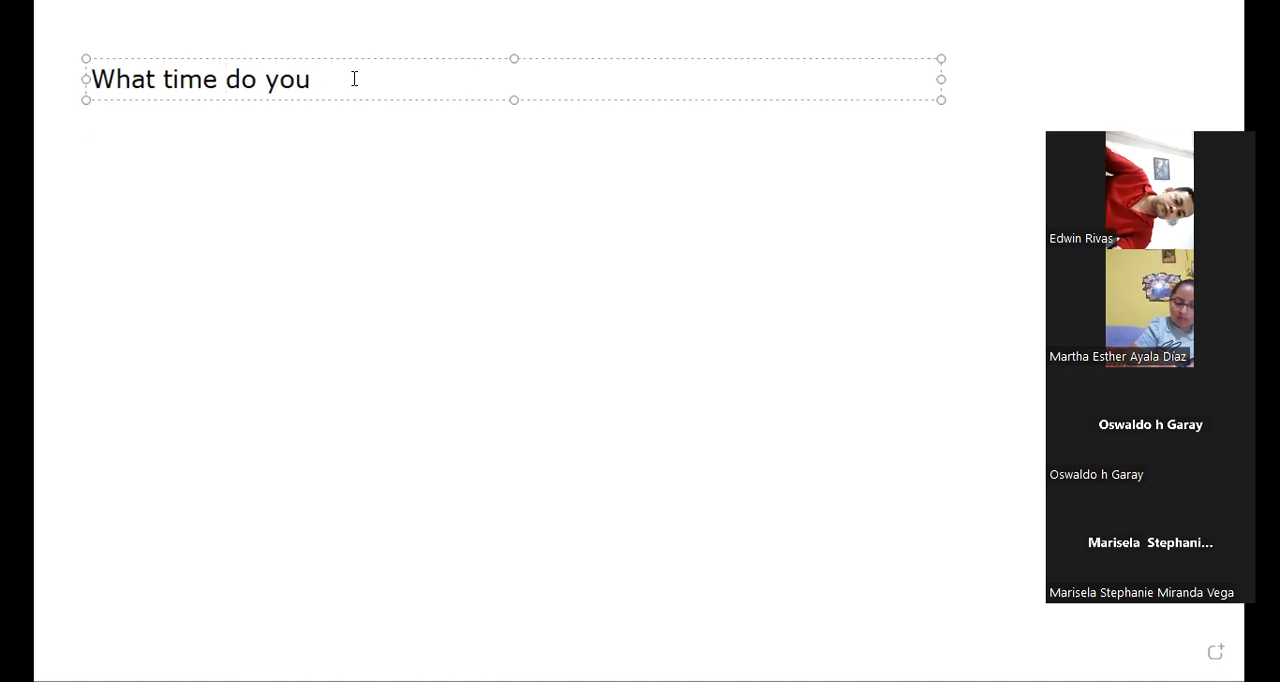 What time do you
Edwin Rivas
Martha Esther Ayala Díaz
Oswaldo h Garay
Oswaldo h Garay
Marisela Stephani...
Marisela Stephanie Miranda Vega